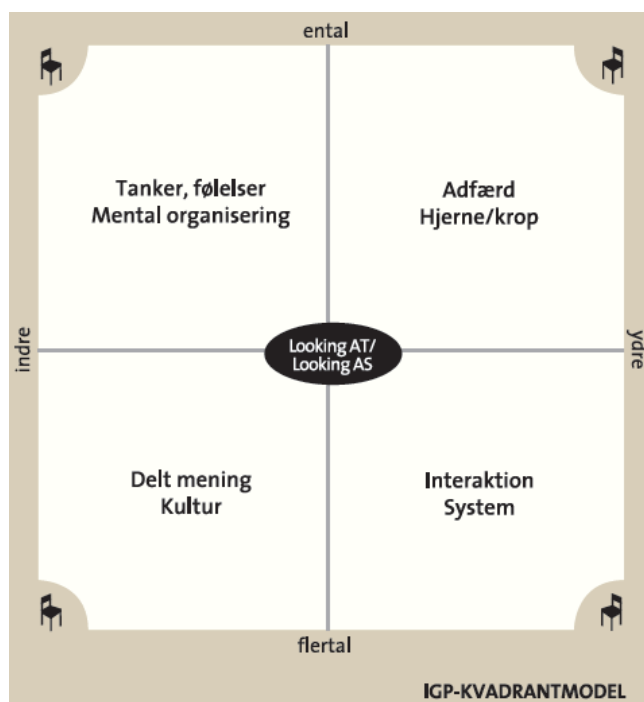 ental
Tanker, følelser
Mental organisering
Adfærd
Hjerne/krop
indre
Looking AT/
Looking AS
ydre
Delt mening
Kultur
Interaktion
System
flertal
IGP-KVADRANTMODEL